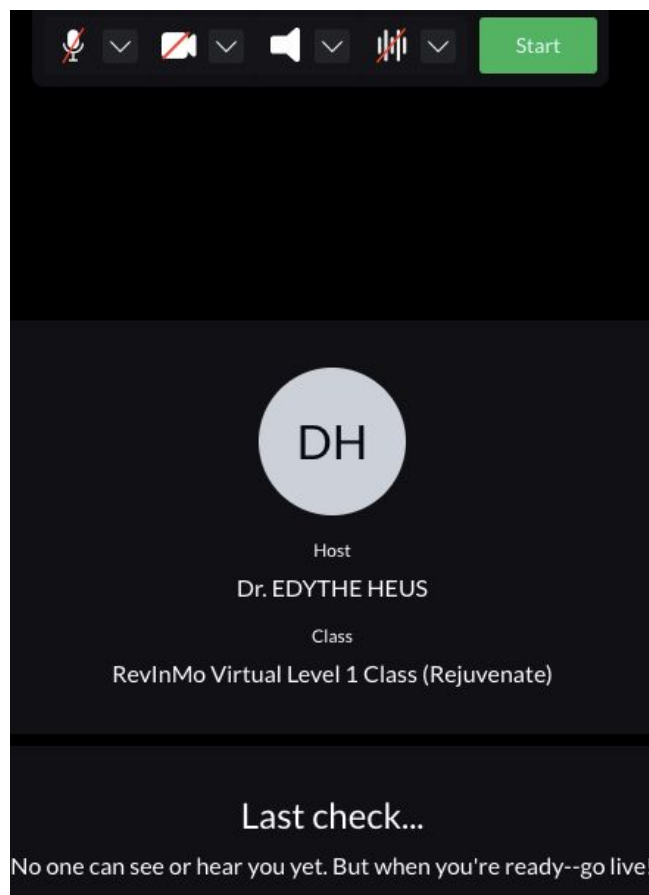 Start
DH
Host
Dr. EDYTHE HEUS
Class
RevInMo Virtual Level 1 Class (Rejuvenate)
Last check...
No one can see or hear you yet. But when you're ready--go live!